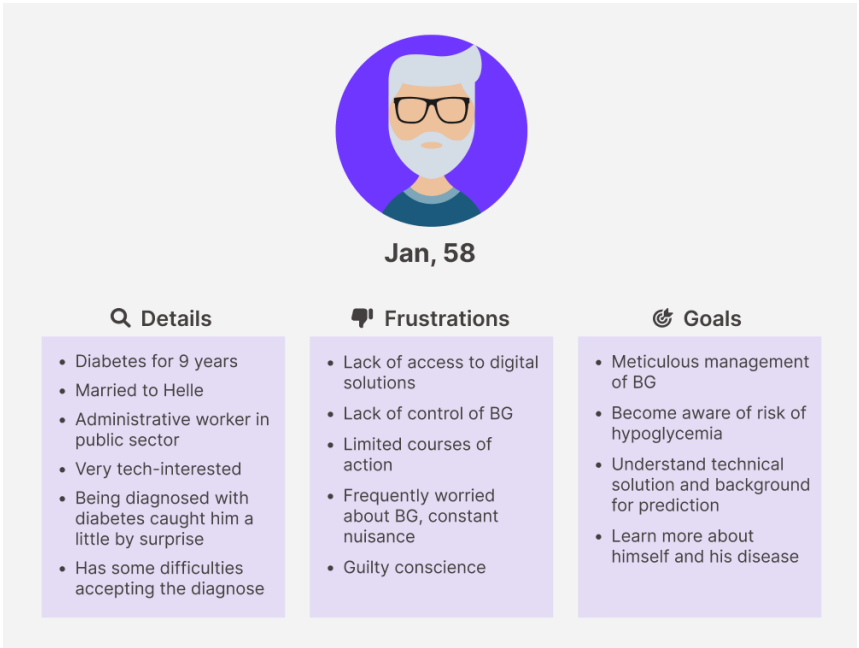 Jan, 58
Details
• Diabetes for 9 years
• Married to Helle
• Administrative worker in
public sector
• Very tech-interested
• Being diagnosed with
diabetes caught him a
little by surprise
• Has some difficulties
accepting the diagnose
Frustrations
• Lack of access to digital
solutions
• Lack of control of BG
• Limited courses of
action
• Frequently worried
about BG, constant
nuisance
• Guilty conscience
Goals
• Meticulous management
of BG
• Become aware of risk of
hypoglycemia
• Understand technical
solution and background
for prediction
• Learn more about
himself and his disease